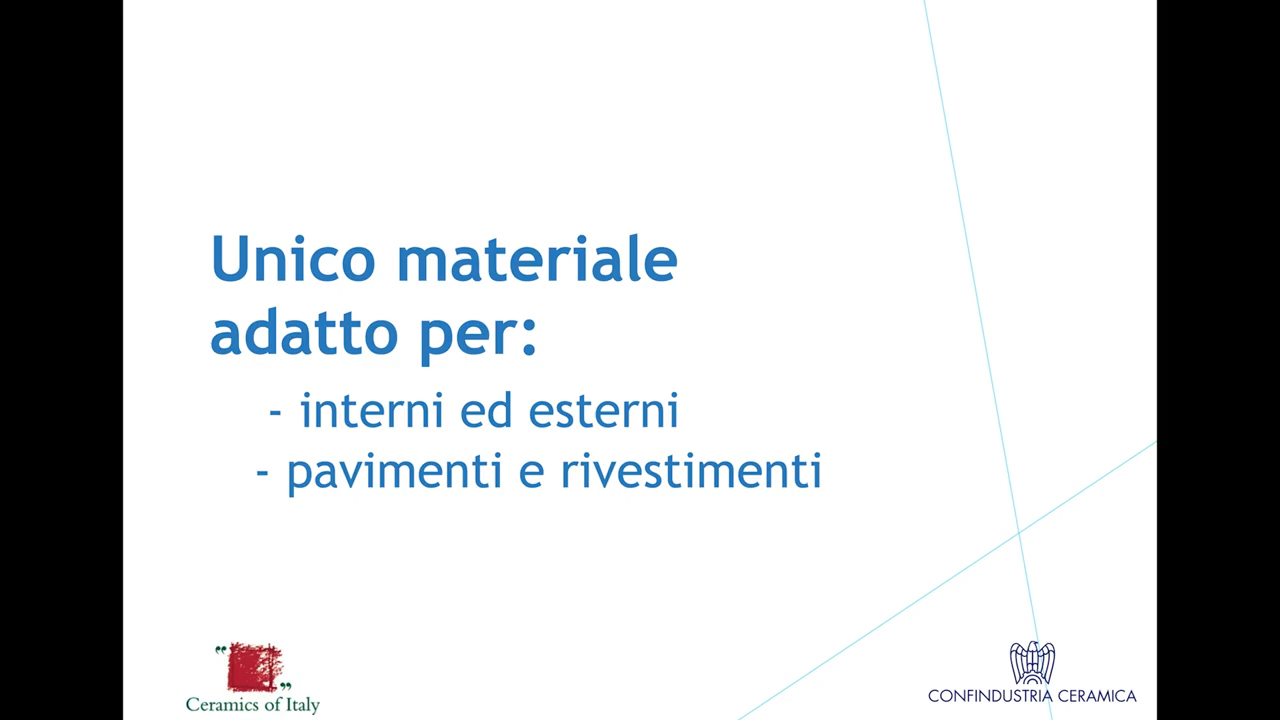 Unico materiale
adatto per:
- interni ed esterni
- pavimenti e rivestimenti
“ ”
Ceramics of Italy
CONFINDUSTRIA CERAMICA